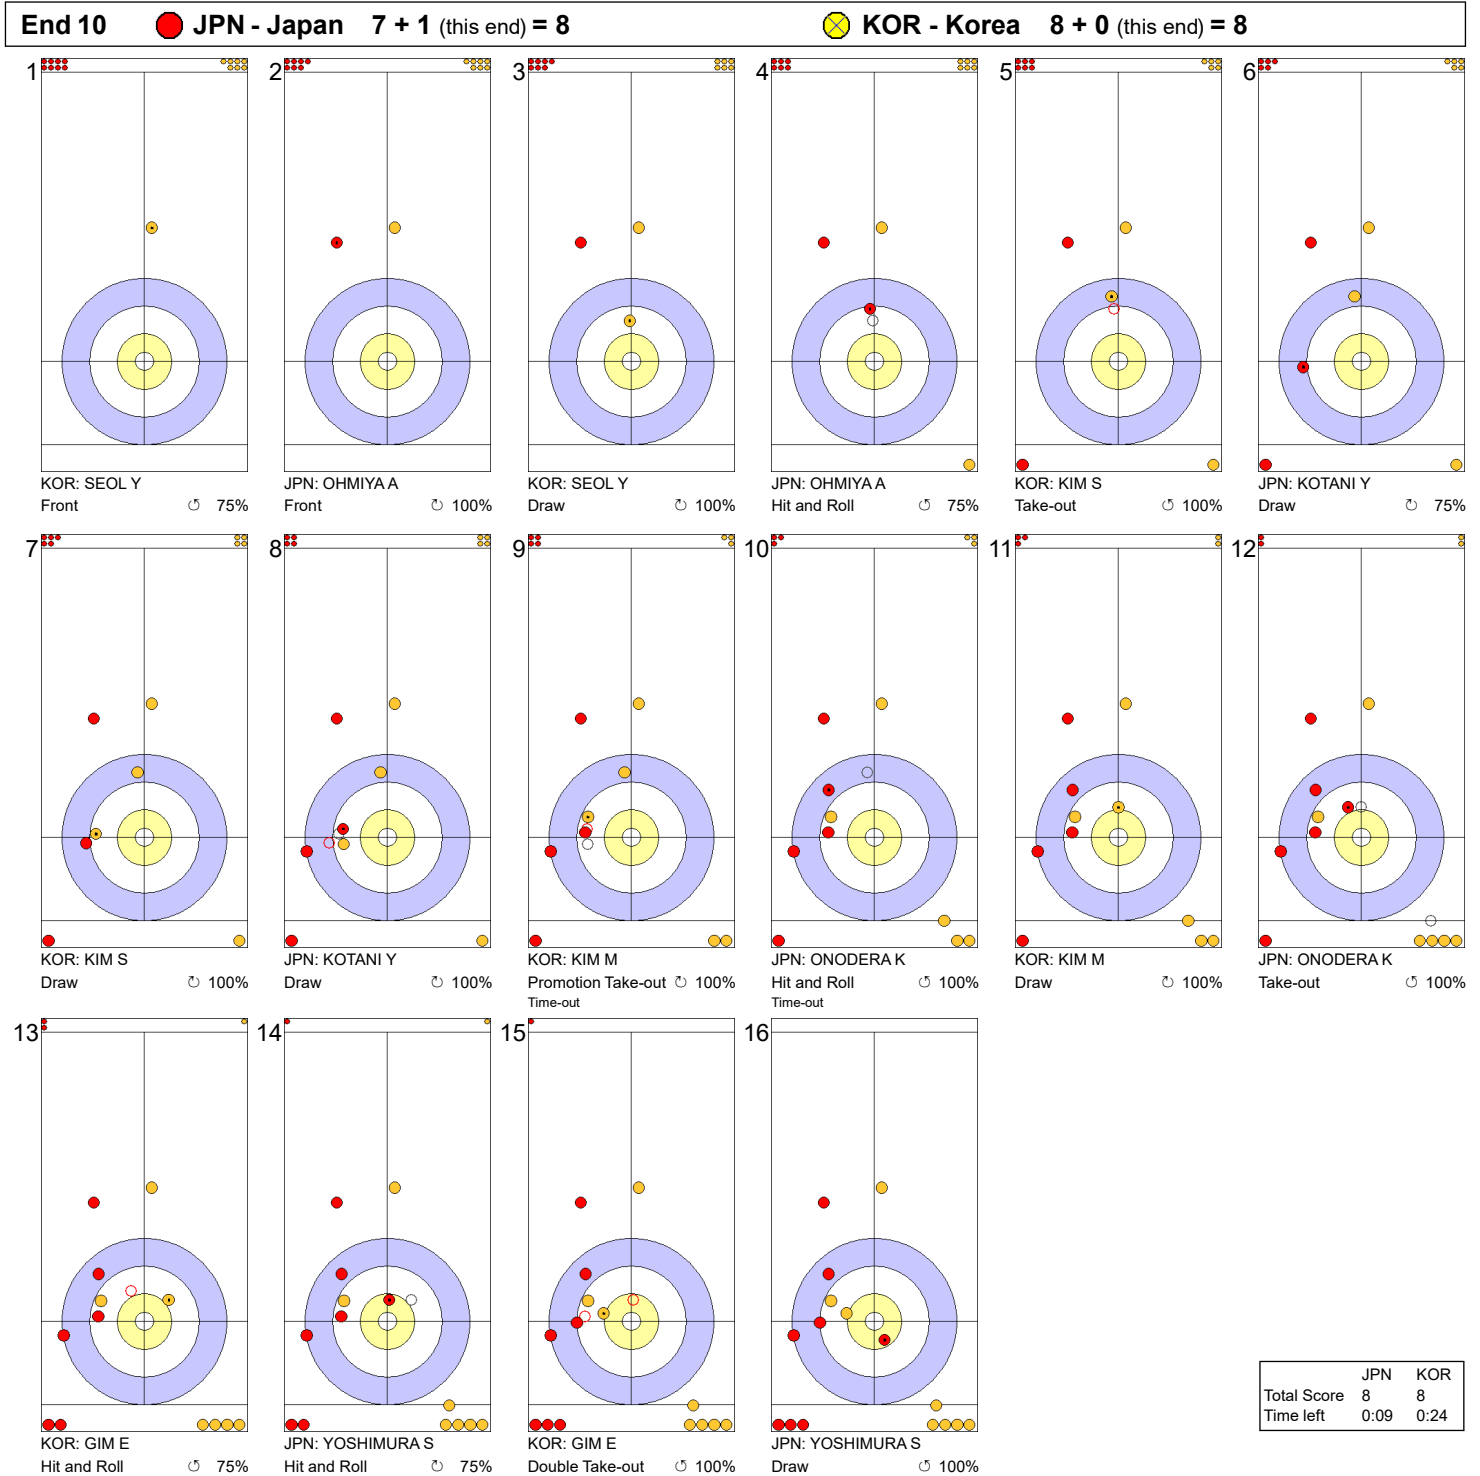 End 10 JPN - Japan 7 + 1 (this end) = 8 KOR - Korea 8 + 0 (this end) = 8
1 2 3 4 5 6
KOR: SEOL Y JPN: OHMIYA A KOR: SEOL Y JPN: OHMIYA A KOR: KIM S JPN: KOTANI Y
Front ↺ 75% Front ↻ 100% Draw ↻ 100% Hit and Roll ↺ 75% Take-out ↺ 100% Draw ↺ 75%
7 8 9 10 11 12
KOR: KIM S JPN: KOTANI Y KOR: KIM M JPN: ONODERA K KOR: KIM M JPN: ONODERA K
Draw ↻ 100% Draw ↻ 100% Promotion Take-out ↻ 100% Hit and Roll ↺ 100% Draw ↻ 100% Take-out ↻ 100%
Time-out Time-out
13 14 15 16
KOR: GIM E JPN: YOSHIMURA S KOR: GIM E JPN: YOSHIMURA S
Hit and Roll ↺ 75% Hit and Roll ↻ 75% Double Take-out ↺ 100% Draw ↺ 100%
JPN KOR
Total Score 8 8
Time left 0:09 0:24